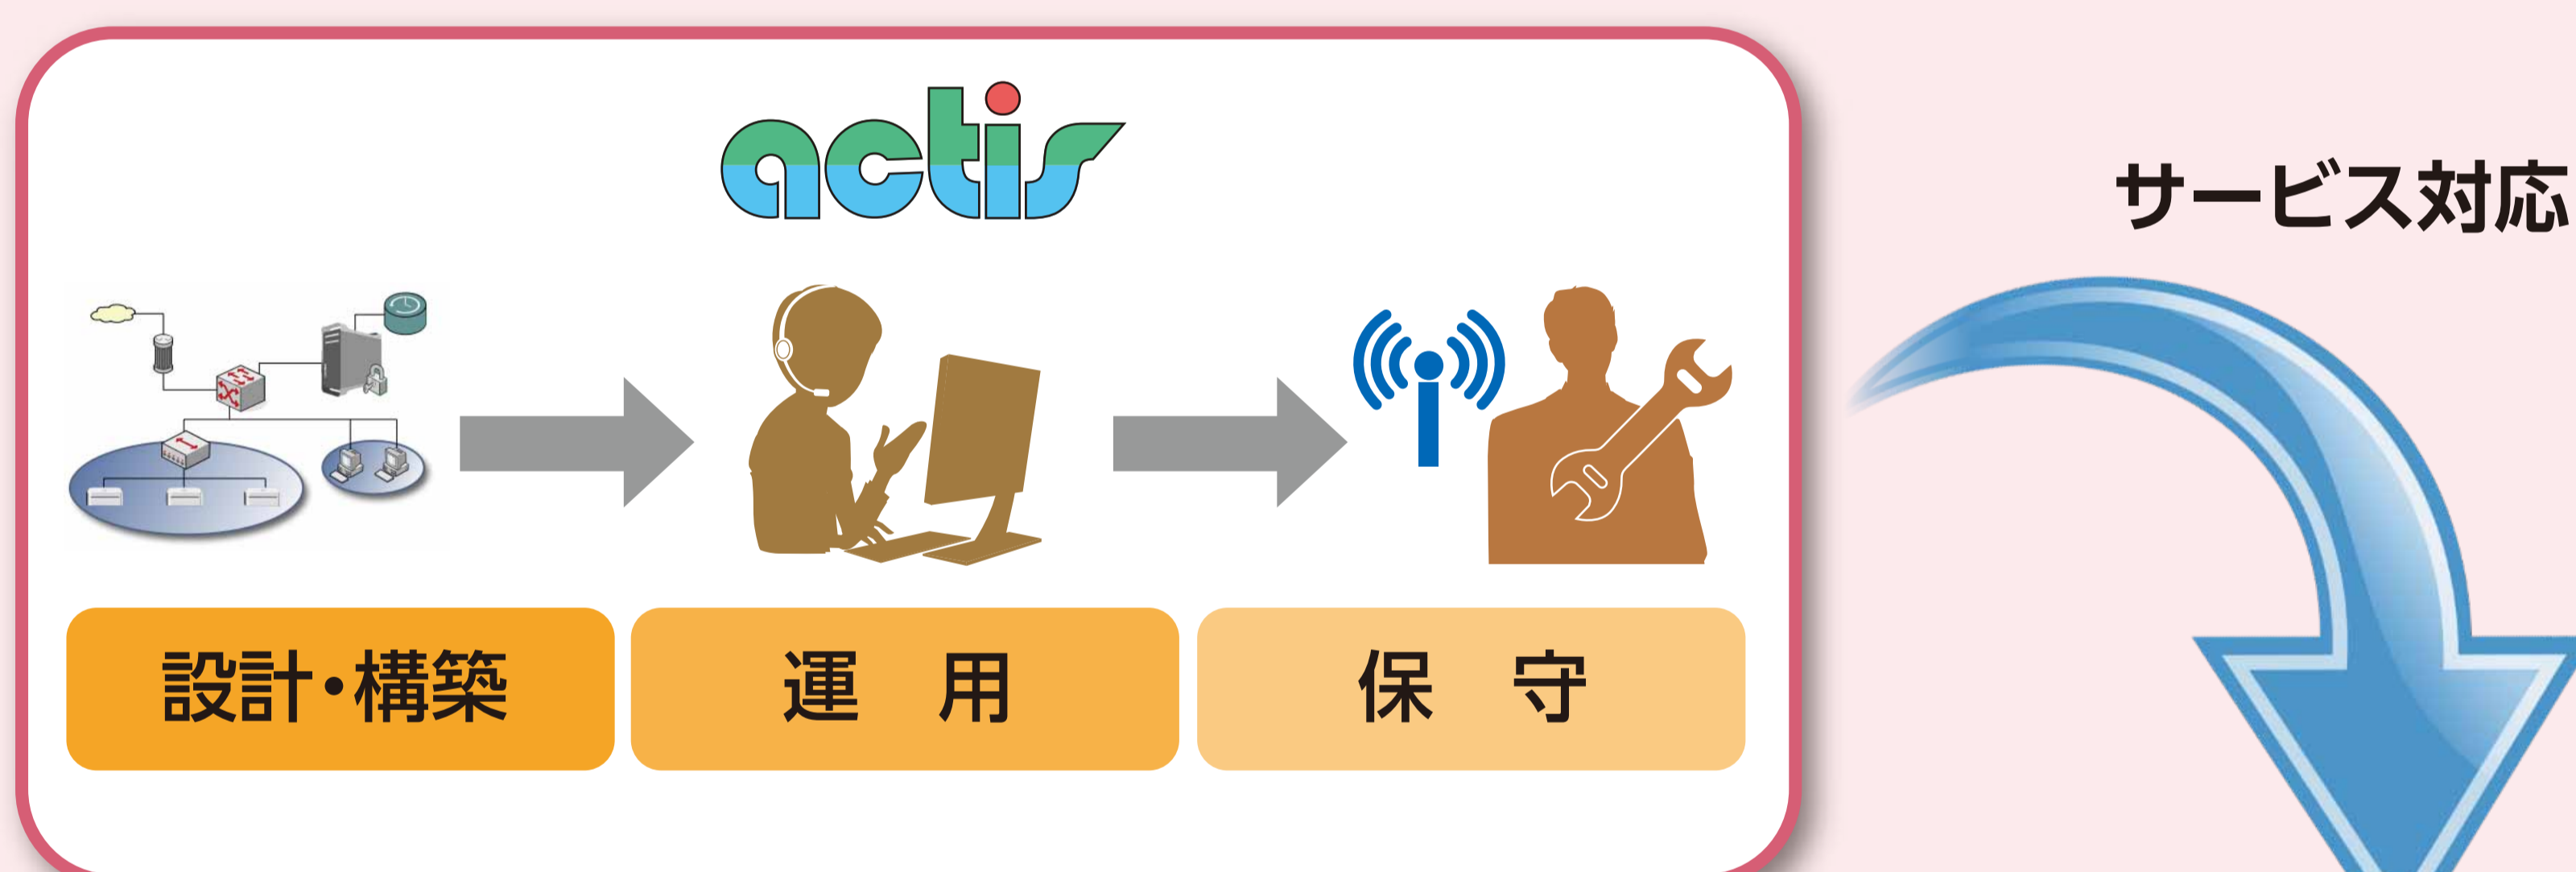 actis
サービス対応
設計・構築
運　用
保　守